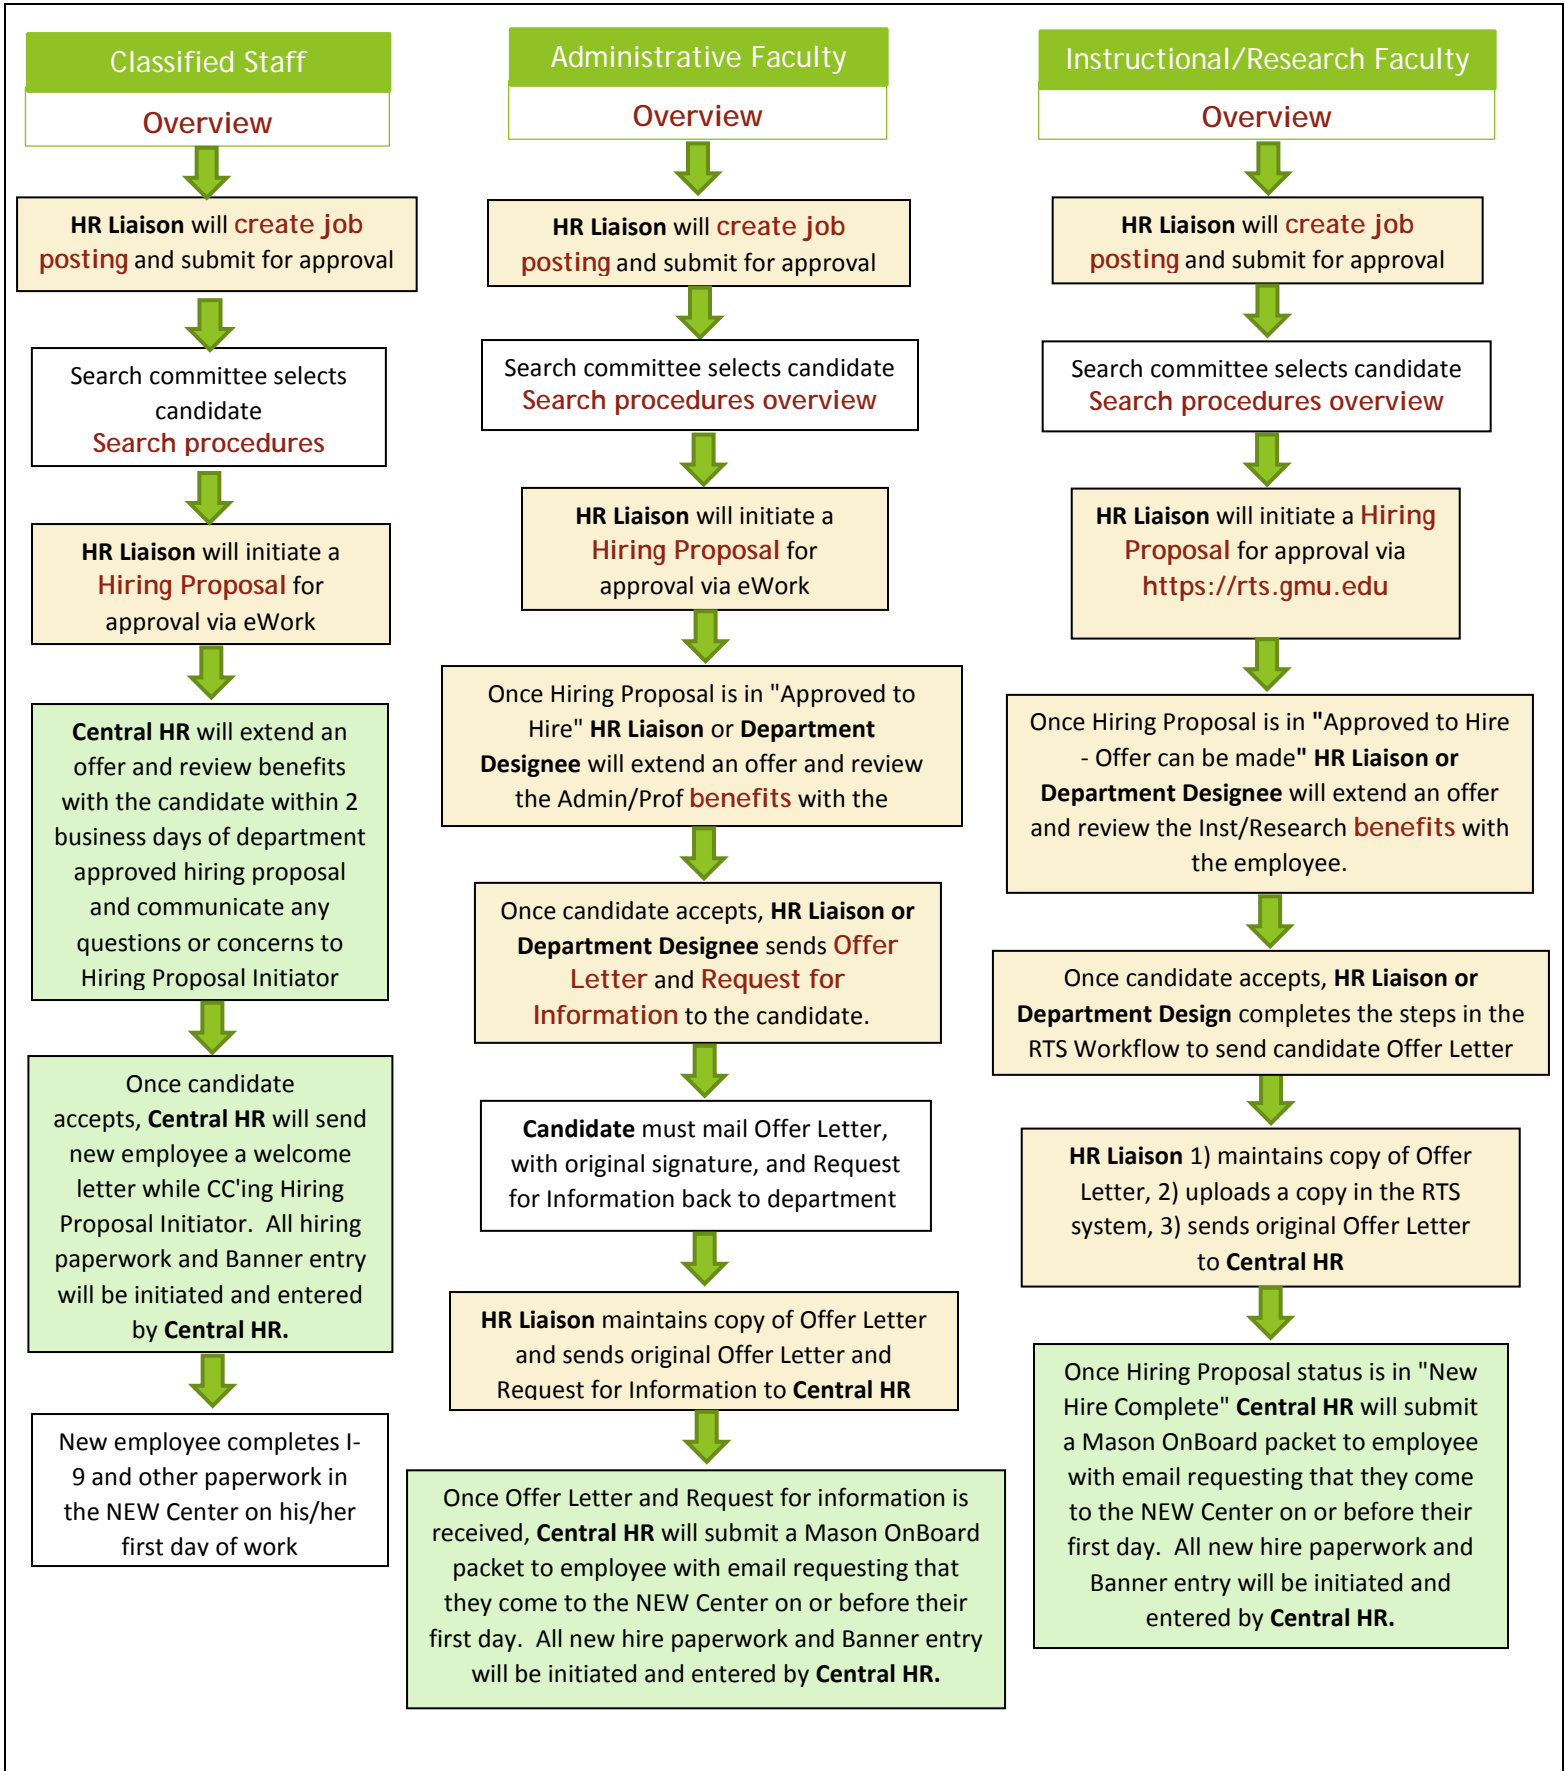 Classified Staff
Overview
HR Liaison will create job
posting and submit for approval
Search committee selects
candidate
Search procedures
HR Liaison will initiate a
Hiring Proposal for
approval via eWork
Central HR will extend an
offer and review benefits
with the candidate within 2
business days of department
approved hiring proposal
and communicate any
questions or concerns to
Hiring Proposal Initiator
Once candidate
accepts, Central HR will send
new employee a welcome
letter while CC'ing Hiring
Proposal Initiator.  All hiring
paperwork and Banner entry
will be initiated and entered
by Central HR.
New employee completes I-
9 and other paperwork in
the NEW Center on his/her
first day of work
Administrative Faculty
Overview
HR Liaison will create job
posting and submit for approval
Search committee selects candidate
Search procedures overview
HR Liaison will initiate a
Hiring Proposal for
approval via eWork
Once Hiring Proposal is in "Approved to
Hire" HR Liaison or Department
Designee will extend an offer and review
the Admin/Prof benefits with the
Once candidate accepts, HR Liaison or
Department Designee sends Offer
Letter and Request for
Information to the candidate.
Candidate must mail Offer Letter,
with original signature, and Request
for Information back to department
HR Liaison maintains copy of Offer Letter
and sends original Offer Letter and
Request for Information to Central HR
Once Offer Letter and Request for information is
received, Central HR will submit a Mason OnBoard
packet to employee with email requesting that
they come to the NEW Center on or before their
first day.  All new hire paperwork and Banner entry
will be initiated and entered by Central HR.
Instructional/Research Faculty
Overview
HR Liaison will create job
posting and submit for approval
Search committee selects candidate
Search procedures overview
HR Liaison will initiate a Hiring
Proposal for approval via
https://rts.gmu.edu
Once Hiring Proposal is in "Approved to Hire
- Offer can be made" HR Liaison or
Department Designee will extend an offer
and review the Inst/Research benefits with
the employee.
Once candidate accepts, HR Liaison or
Department Design completes the steps in the
RTS Workflow to send candidate Offer Letter
HR Liaison 1) maintains copy of Offer
Letter, 2) uploads a copy in the RTS
system, 3) sends original Offer Letter
to Central HR
Once Hiring Proposal status is in "New
Hire Complete" Central HR will submit
a Mason OnBoard packet to employee
with email requesting that they come
to the NEW Center on or before their
first day.  All new hire paperwork and
Banner entry will be initiated and
entered by Central HR.